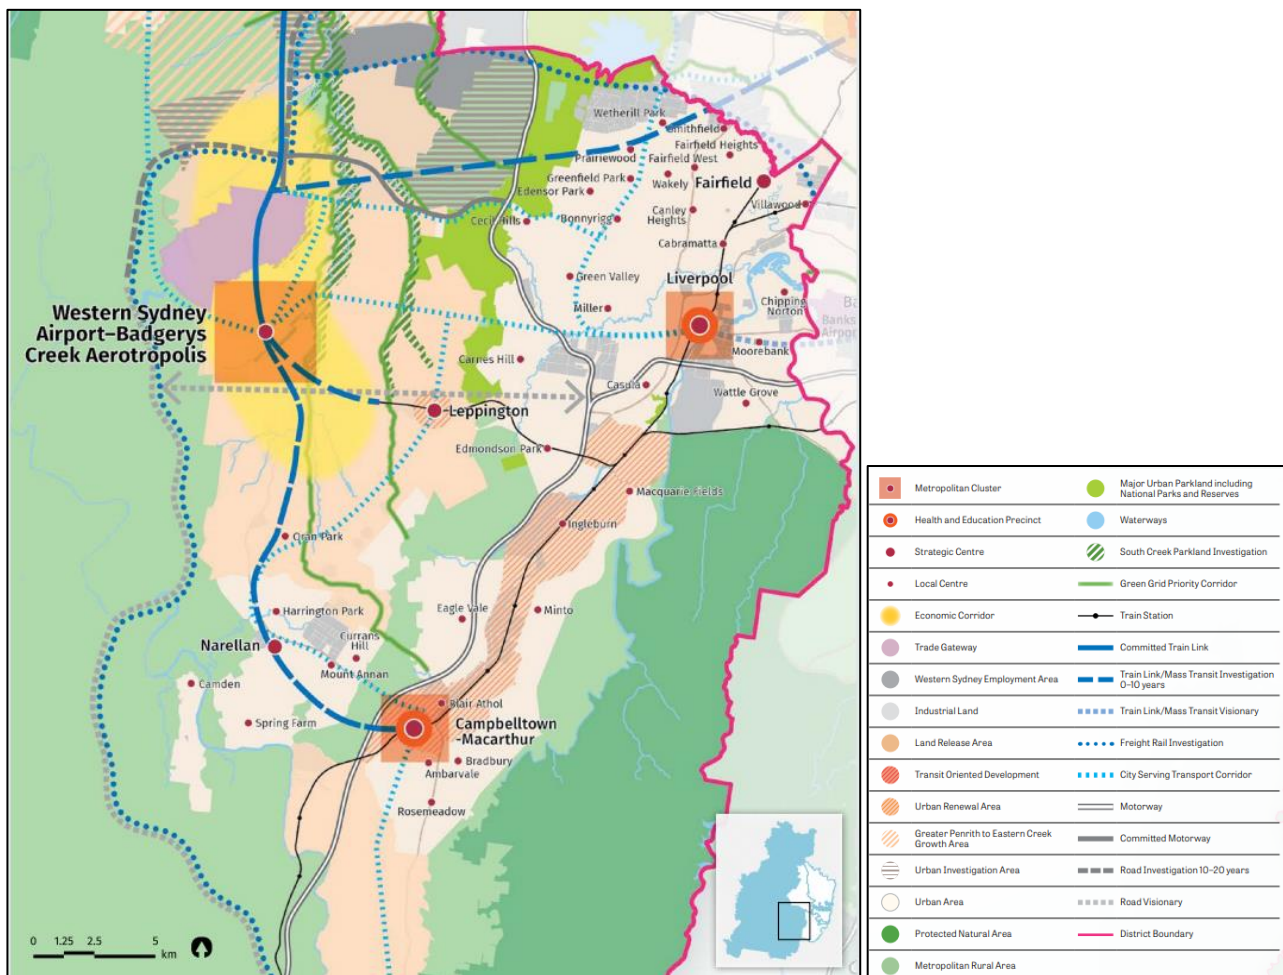 Wetherill Park
Smithfield
Fairfield Heights
Prairiewood
Fairfield West
Greenfield Park
Wakely
Fairfield
Edensor Park
Villawood
Cecil Hills
Bonnyrigg
Canley
Heights
Cabramatta
Green Valley
Liverpool
Miller
Chipping
Norton
Ba
Banks
Airpor
Western Sydney
Airport–Badgerys
Creek Aerotropolis
Moorebank
Carnes Hill
Casula
Wattle Grove
Leppington
Edmondson Park
Macquarie Fields
Ingleburn
Oran Park
Harrington Park
Eagle Vale
Minto
Narellan
Currans
Hill
Mount Annan
Camden
Blair Athol
Spring Farm
Campbelltown
-Macarthur
Bradbury
Ambarvale
Rosemeadow
0 1.25 2.5 5
km
Metropolitan Cluster
Health and Education Precinct
Strategic Centre
Local Centre
Economic Corridor
Trade Gateway
Western Sydney Employment Area
Industrial Land
Land Release Area
Transit Oriented Development
Urban Renewal Area
Greater Penrith to Eastern Creek
Growth Area
Urban Investigation Area
Urban Area
Protected Natural Area
Metropolitan Rural Area
Major Urban Parkland including
National Parks and Reserves
Waterways
South Creek Parkland Investigation
Green Grid Priority Corridor
Train Station
Committed Train Link
Train Link/Mass Transit Investigation
0–10 years
Train Link/Mass Transit Visionary
Freight Rail Investigation
City Serving Transport Corridor
Motorway
Committed Motorway
Road Investigation 10–20 years
Road Visionary
District Boundary